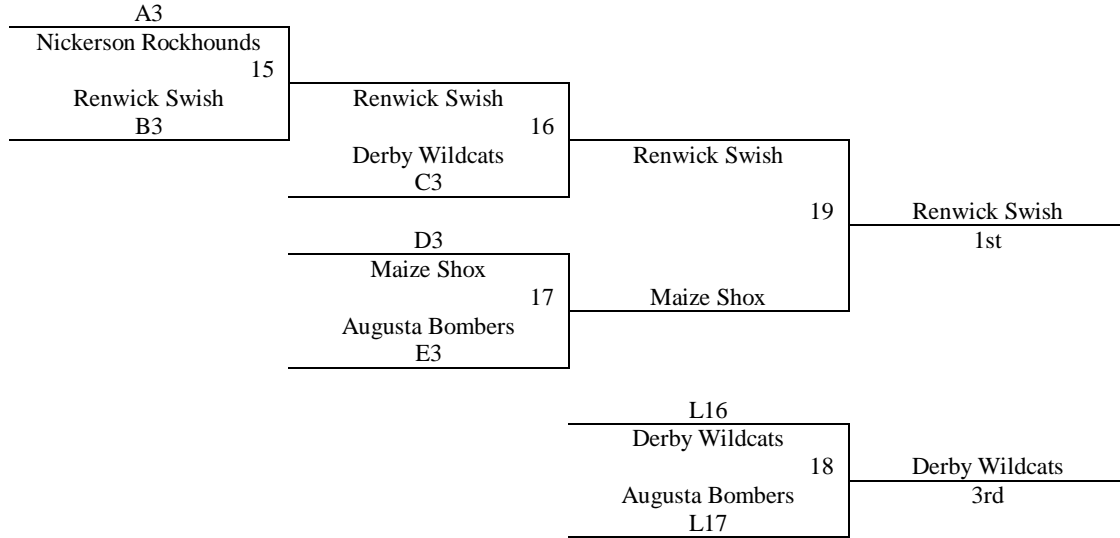 A3
Nickerson Rockhounds
15
Renwick Swish
B3
Renwick Swish
16
Derby Wildcats
C3
Renwick Swish
19
Renwick Swish
1st
D3
Maize Shox
17
Maize Shox
Augusta Bombers
E3
L16
Derby Wildcats
18
Derby Wildcats
3rd
Augusta Bombers
L17